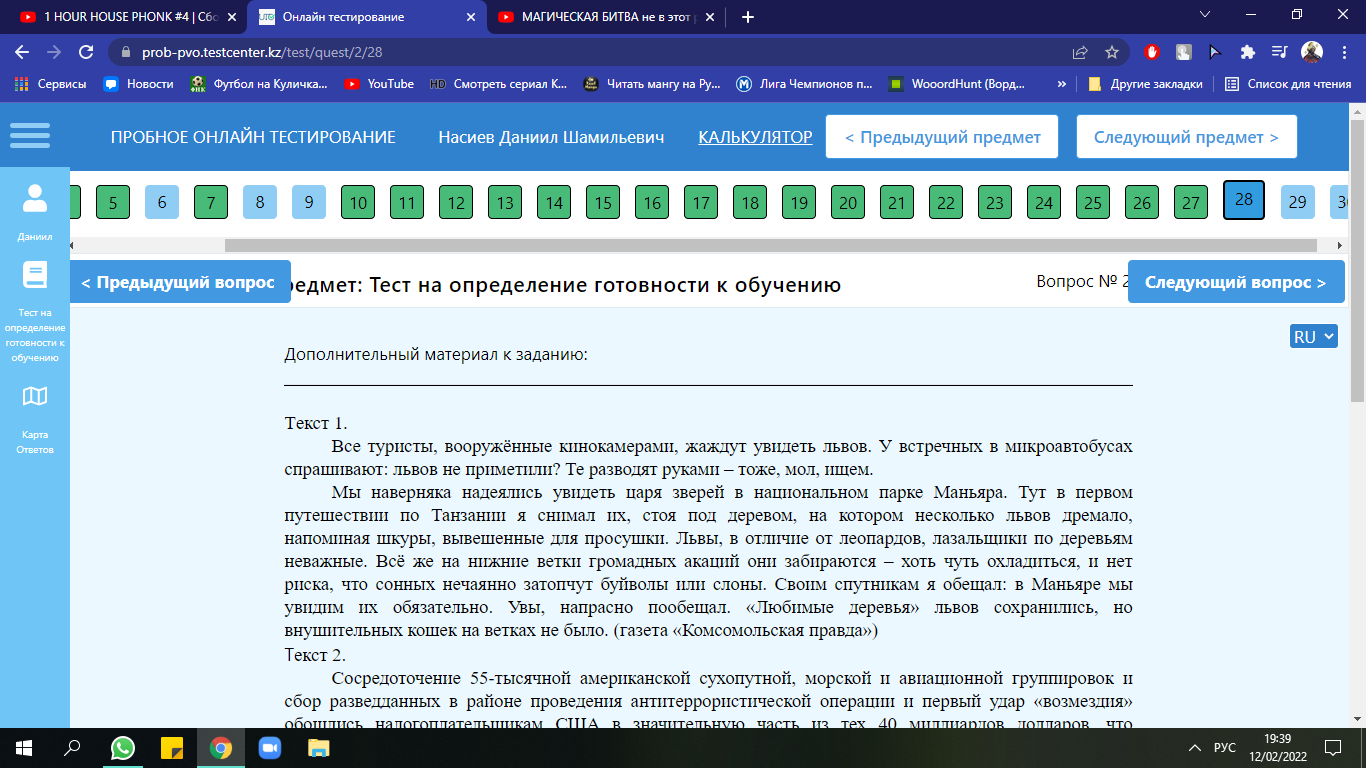 1 HOUR HOUSE PHONK #4 | Сбо
Онлайн тестирование
МАГИЧЕСКАЯ БИТВА не в этот р
prob-pvo.testcenter.kz/test/quest/2/28
Сервисы Новости Футбол на Куличка... YouTube HD Смотреть сериал K... Читать мангу на Ру... Лига Чемпионов п... WooordHunt (Ворд... » Другие закладки Список для чтения
ПРОБНОЕ ОНЛАЙН ТЕСТИРОВАНИЕ Насиев Даниил Шамильевич КАЛЬКУЛЯТОР < Предыдущий предмет Следующий предмет >
5 6 7 8 9 10 11 12 13 14 15 16 17 18 19 20 21 22 23 24 25 26 27 28 29 30
Даниил
Тест на
определение
готовности к
обучению
Карта
Ответов
< Предыдущий вопрос редмет: Тест на определение готовности к обучению Вопрос № 2 Следующий вопрос >
RU
Дополнительный материал к заданию:
Текст 1.
Все туристы, вооружённые кинокамерами, жаждут увидеть львов. У встречных в микроавтобусах
спрашивают: львов не приметили? Те разводят руками – тоже, мол, ищем.
Мы наверняка надеялись увидеть царя зверей в национальном парке Маньяра. Тут в первом
путешествии по Танзании я снимал их, стоя под деревом, на котором несколько львов дремало,
напоминая шкуры, вывешенные для просушки. Львы, в отличие от леопардов, лазальщики по деревьям
неважные. Всё же на нижние ветки громадных акаций они забираются – хоть чуть охладиться, и нет
риска, что сонных нечаянно затопчут буйволы или слоны. Своим спутникам я обещал: в Маньяре мы
увидим их обязательно. Увы, напрасно пообещал. «Любимые деревья» львов сохранились, но
внушительных кошек на ветках не было. (газета «Комсомольская правда»)
Текст 2.
Сосредоточение 55-тысячной американской сухопутной, морской и авиационной группировок и
сбор разведданных в районе проведения антитеррористической операции и первый удар «возмездия»
обошлись налогоплательщикам США в значительную часть из тех 40 миллиардов долларов, что
РУС
19:39
12/02/2022